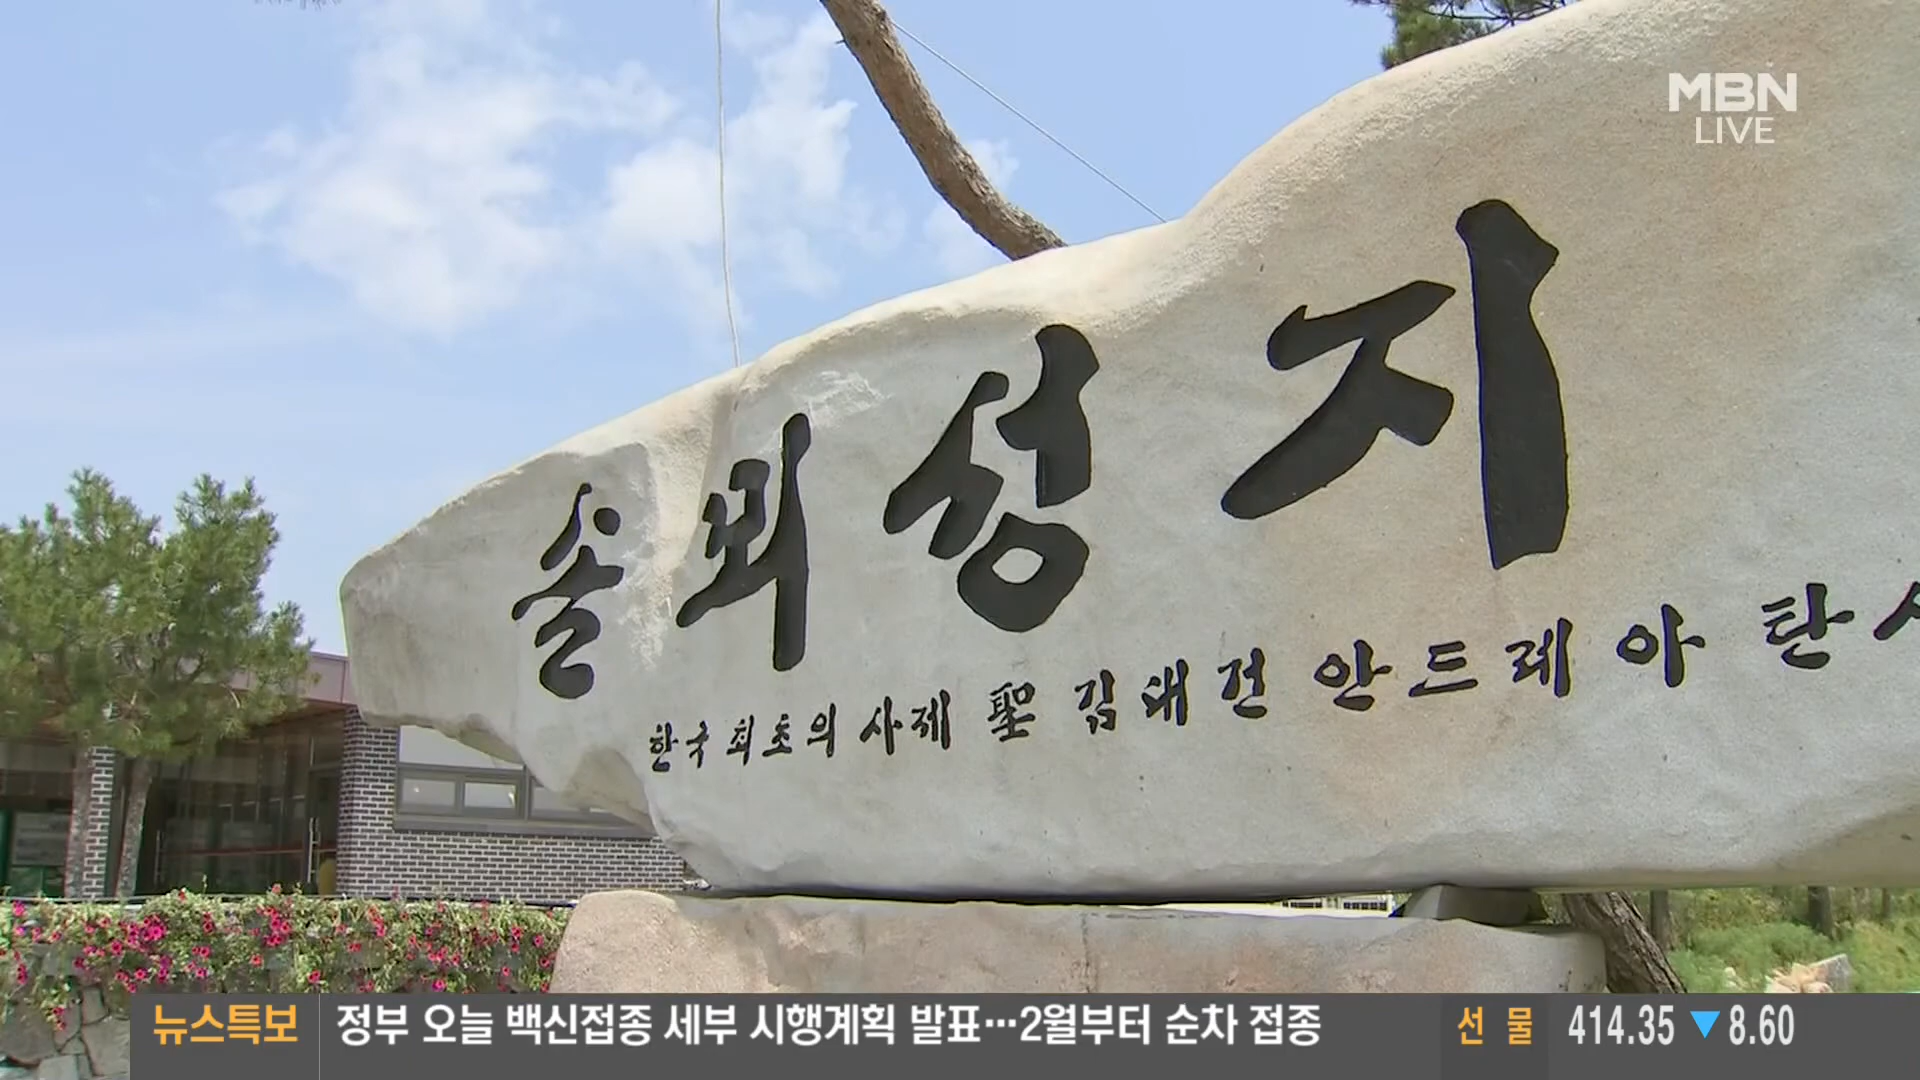 MBN
LIVE
솔뫼성지
한국 최초의 사제 聖 김대건 안드레아
뉴스특보 정부 오늘 백신접종 세부 시행계획 발표…2월부터 순차 접종 선물 414.35 ▼8.60